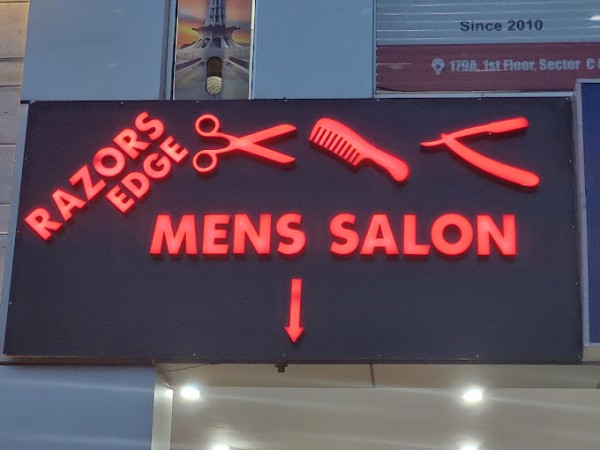 Since 2010
179A, 1st Floor, Sector C
RAZORS
EDGE
MENS SALON